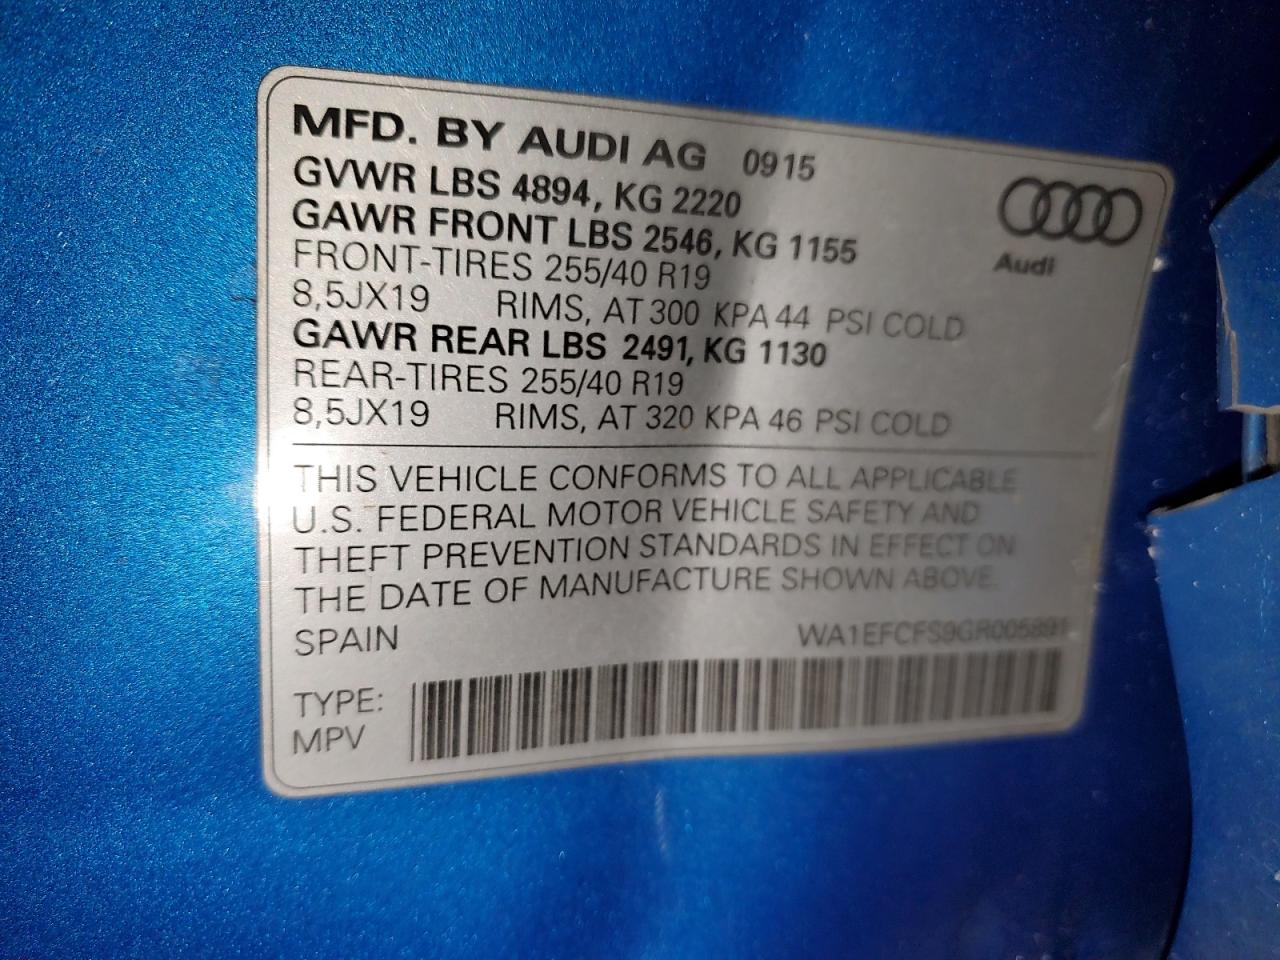 MFD. BY AUDI AG 0915
GVWR LBS 4894, KG 2220
GAWR FRONT LBS 2546, KG 1155
FRONT-TIRES 255/40 R19
8,5JX19 RIMS, AT 300 KPA 44 PSI COLD
GAWR REAR LBS 2491, KG 1130
REAR-TIRES 255/40 R19
8,5JX19 RIMS, AT 320 KPA 46 PSI COLD
Audi
THIS VEHICLE CONFORMS TO ALL APPLICABLE
U.S. FEDERAL MOTOR VEHICLE SAFETY AND
THEFT PREVENTION STANDARDS IN EFFECT ON
THE DATE OF MANUFACTURE SHOWN ABOVE.
SPAIN WA1EFCFS9GR005891
TYPE:
MPV